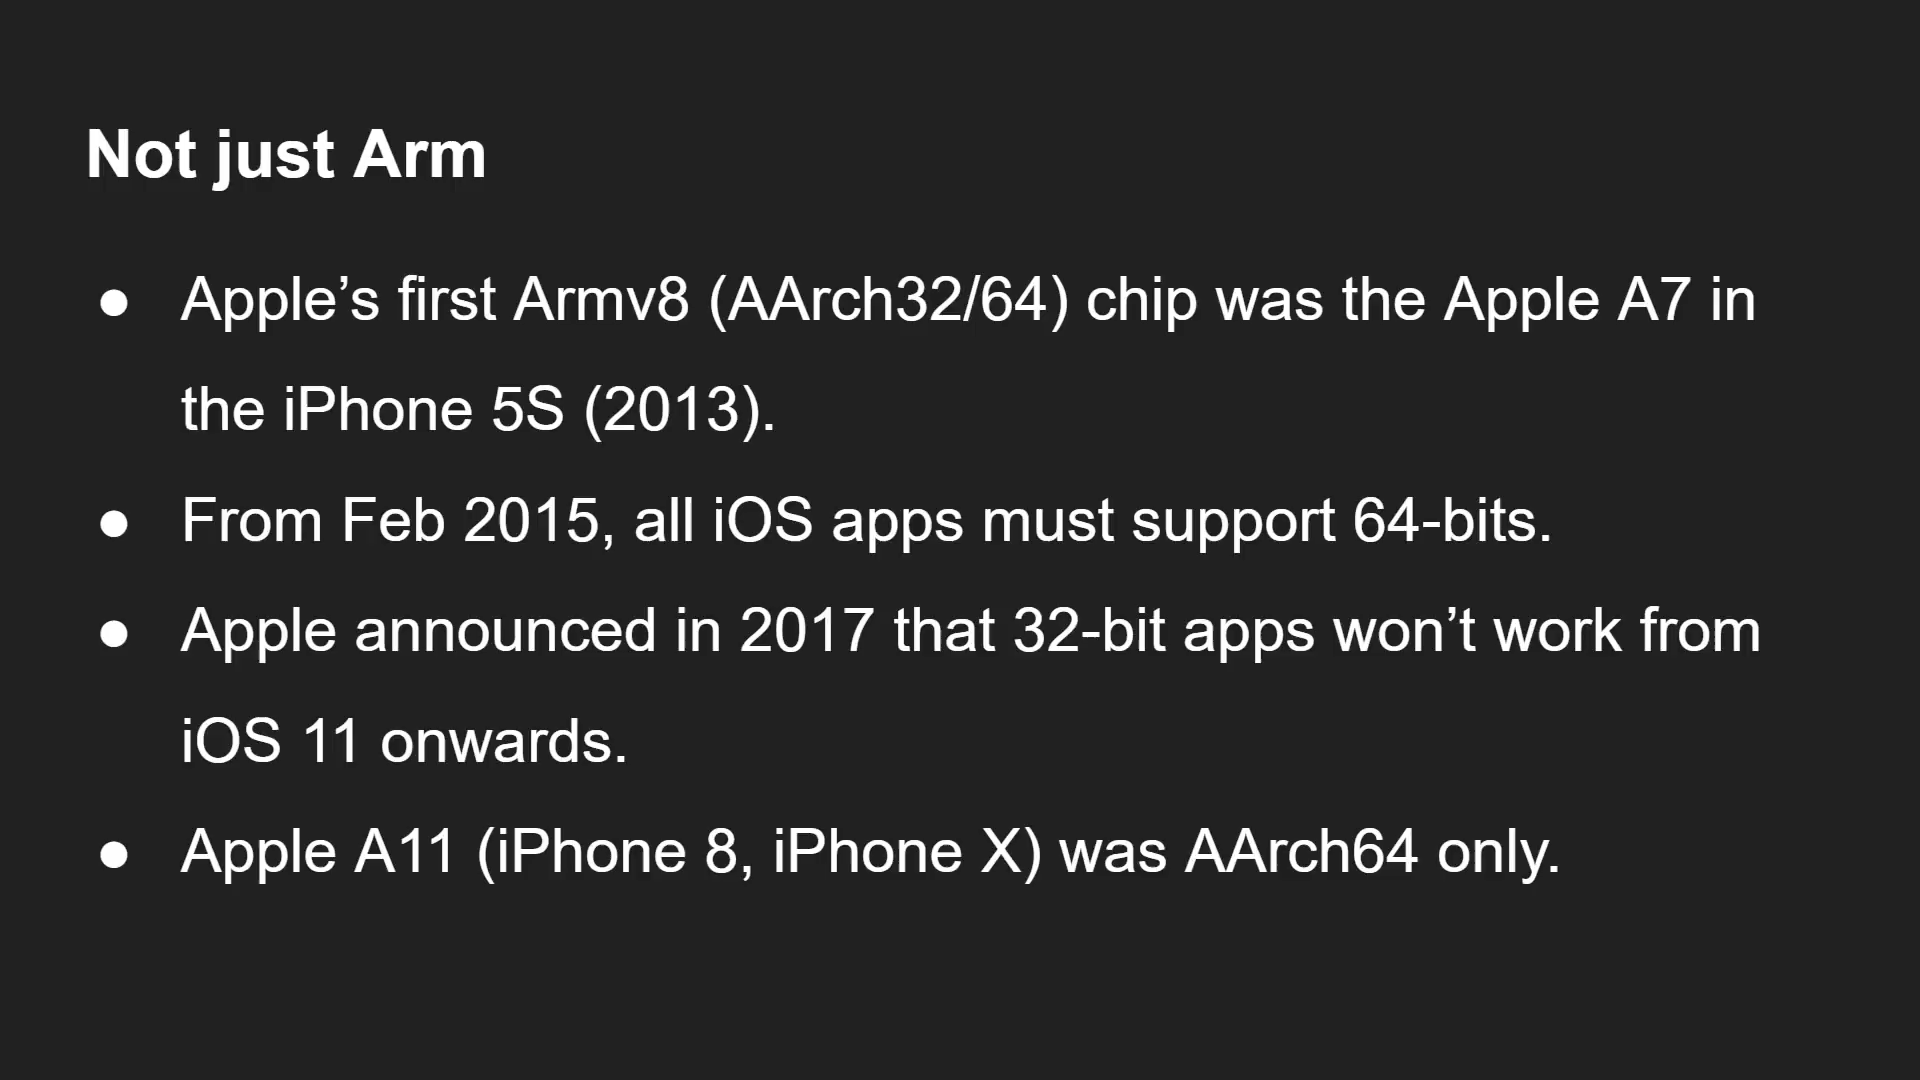 Not just Arm
● Apple’s first Armv8 (AArch32/64) chip was the Apple A7 in
the iPhone 5S (2013).
● From Feb 2015, all iOS apps must support 64-bits.
● Apple announced in 2017 that 32-bit apps won’t work from
iOS 11 onwards.
● Apple A11 (iPhone 8, iPhone X) was AArch64 only.